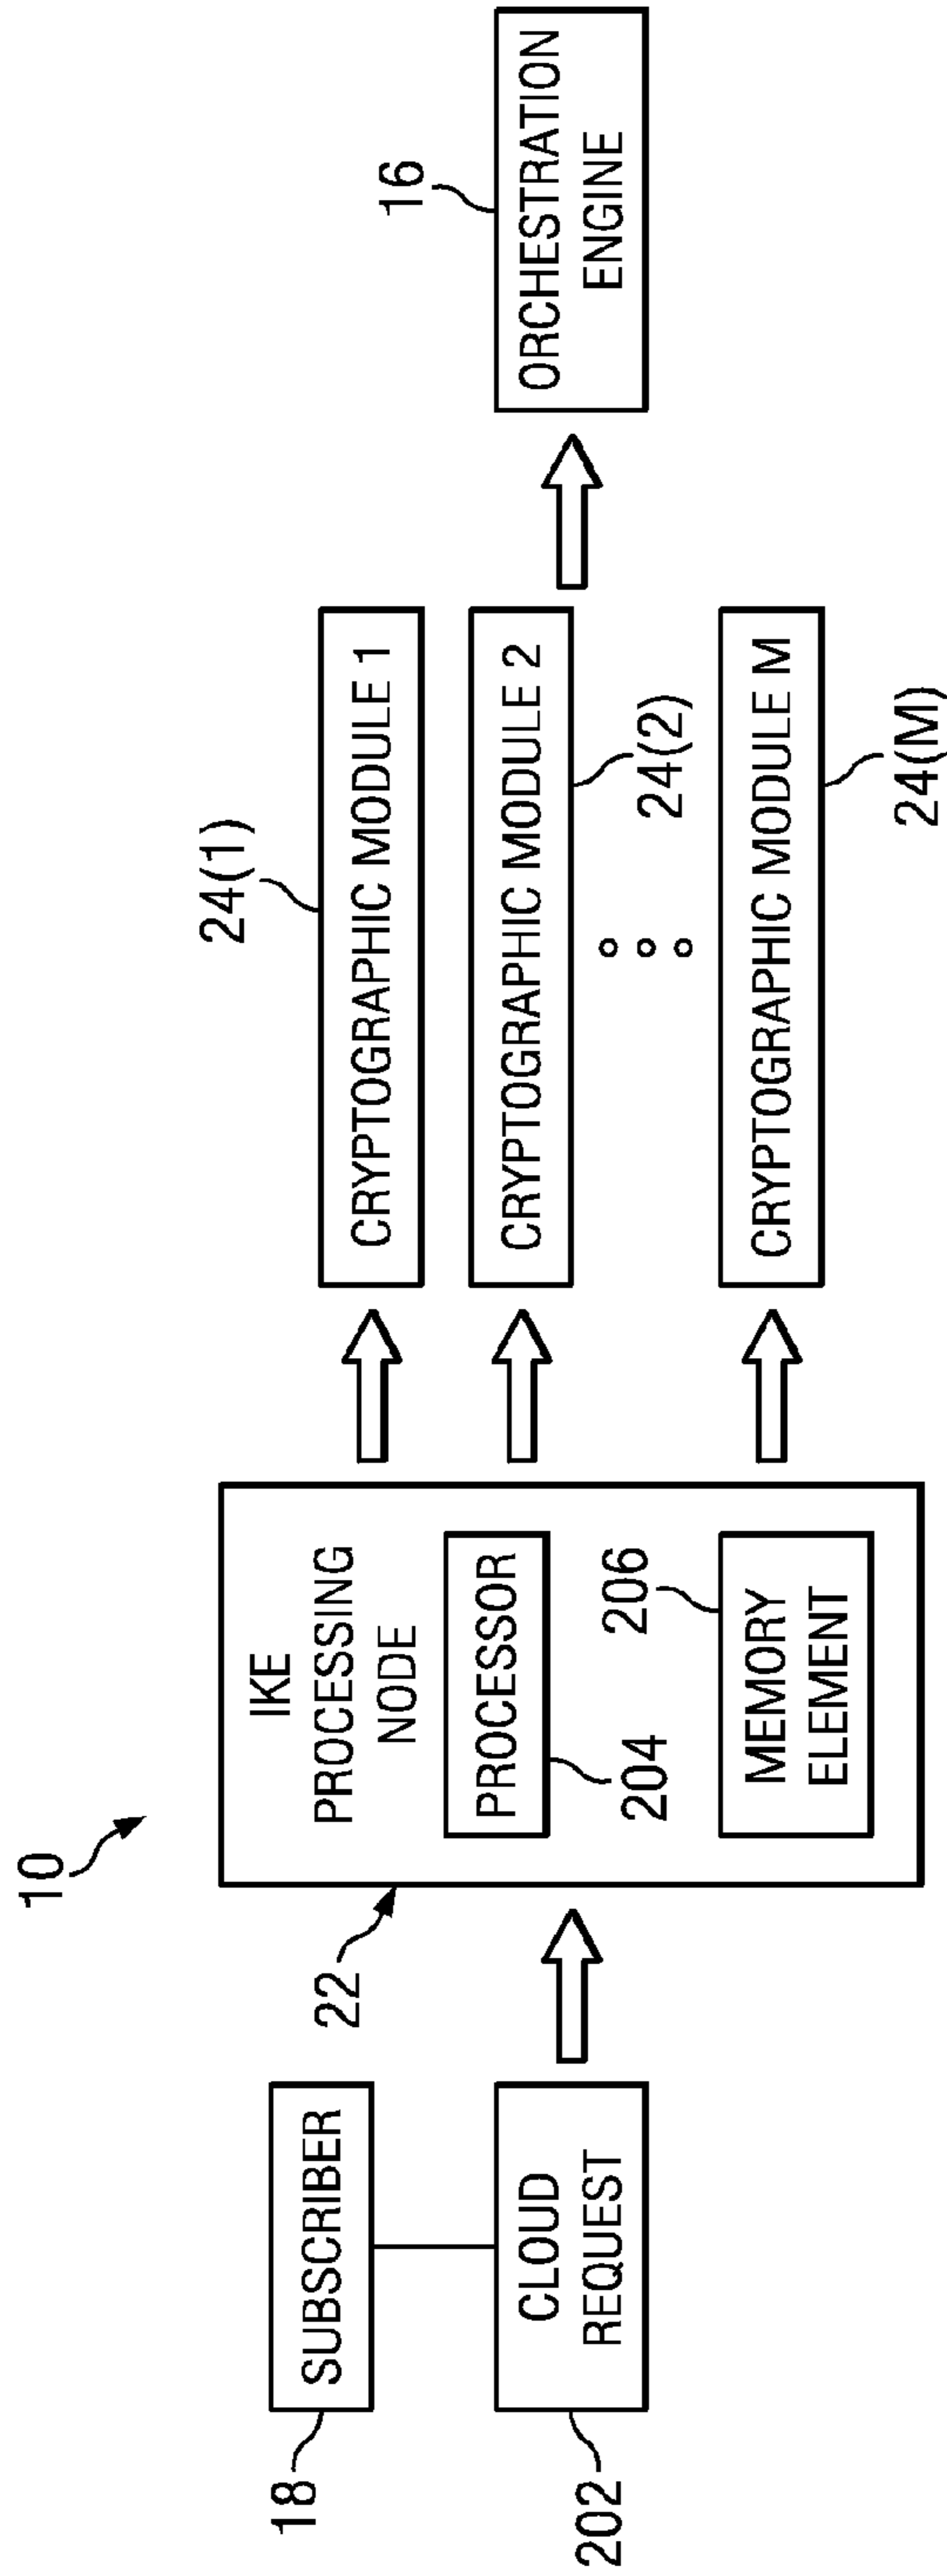 10
18
SUBSCRIBER
CLOUD
REQUEST
202
22
IKE
PROCESSING
NODE
PROCESSOR
204
206
MEMORY
ELEMENT
24(1)
CRYPTOGRAPHIC MODULE 1
CRYPTOGRAPHIC MODULE 2
24(2)
CRYPTOGRAPHIC MODULE M
24(M)
16
ORCHESTRATION
ENGINE